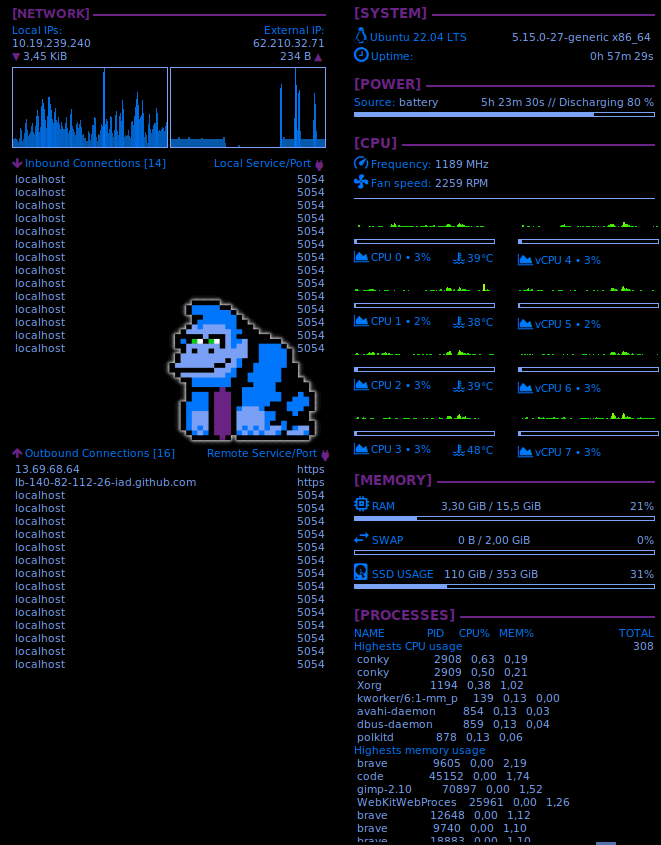 [NETWORK]
Local IPs: External IP:
10.19.239.240 62.210.32.71
▼ 3,45 KiB 234 B ▲
Inbound Connections [14] Local Service/Port
localhost 5054
localhost 5054
localhost 5054
localhost 5054
localhost 5054
localhost 5054
localhost 5054
localhost 5054
localhost 5054
localhost 5054
localhost 5054
localhost 5054
localhost 5054
localhost 5054
Outbound Connections [16] Remote Service/Port
13.69.68.64 https
lb-140-82-112-26-iad.github.com https
localhost 5054
localhost 5054
localhost 5054
localhost 5054
localhost 5054
localhost 5054
localhost 5054
localhost 5054
localhost 5054
localhost 5054
localhost 5054
localhost 5054
localhost 5054
localhost 5054
[SYSTEM]
Ubuntu 22.04 LTS 5.15.0-27-generic x86_64
Uptime: 0h 57m 29s
[POWER]
Source: battery 5h 23m 30s // Discharging 80 %
[CPU]
Frequency: 1189 MHz
Fan speed: 2259 RPM
CPU 0 • 3% 39°C vCPU 4 • 3%
CPU 1 • 2% 38°C vCPU 5 • 2%
CPU 2 • 3% 39°C vCPU 6 • 3%
CPU 3 • 3% 48°C vCPU 7 • 3%
[MEMORY]
RAM 3,30 GiB / 15,5 GiB 21%
SWAP 0 B / 2,00 GiB 0%
SSD USAGE 110 GiB / 353 GiB 31%
[PROCESSES]
NAME PID CPU% MEM% TOTAL
Highests CPU usage 308
conky 2908 0,63 0,19
conky 2909 0,50 0,21
Xorg 1194 0,38 1,02
kworker/6:1-mm_p 139 0,13 0,00
avahi-daemon 854 0,13 0,03
dbus-daemon 859 0,13 0,04
polkitd 878 0,13 0,06
Highests memory usage
brave 9605 0,00 2,19
code 45152 0,00 1,74
gimp-2.10 70897 0,00 1,52
WebKitWebProces 25961 0,00 1,26
brave 12648 0,00 1,12
brave 9740 0,00 1,10
brave 18883 0,00 1,10